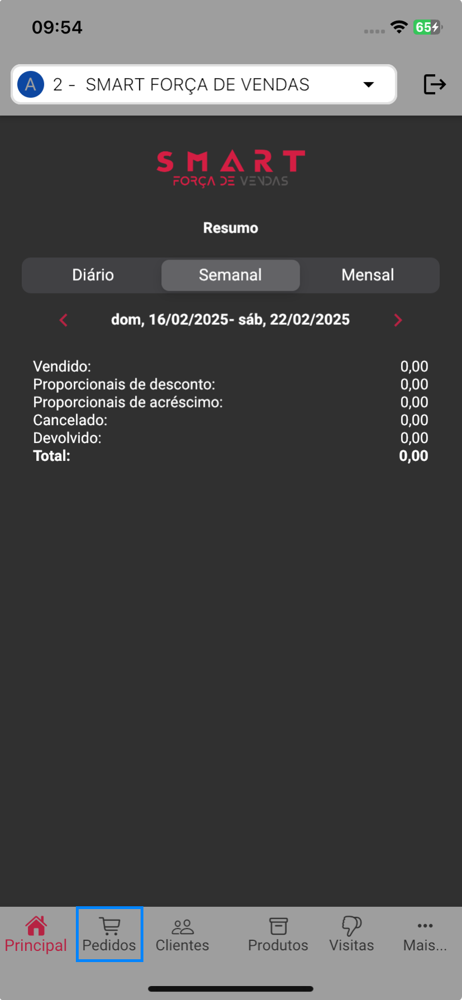 09:54
65
A 2 - SMART FORÇA DE VENDAS
SMART
FORÇA DE VENDAS
Resumo
Diário Semanal Mensal
dom, 16/02/2025- sáb, 22/02/2025
Vendido: 0,00
Proporcionais de desconto: 0,00
Proporcionais de acréscimo: 0,00
Cancelado: 0,00
Devolvido: 0,00
Total: 0,00
Principal Pedidos Clientes Produtos Visitas Mais...